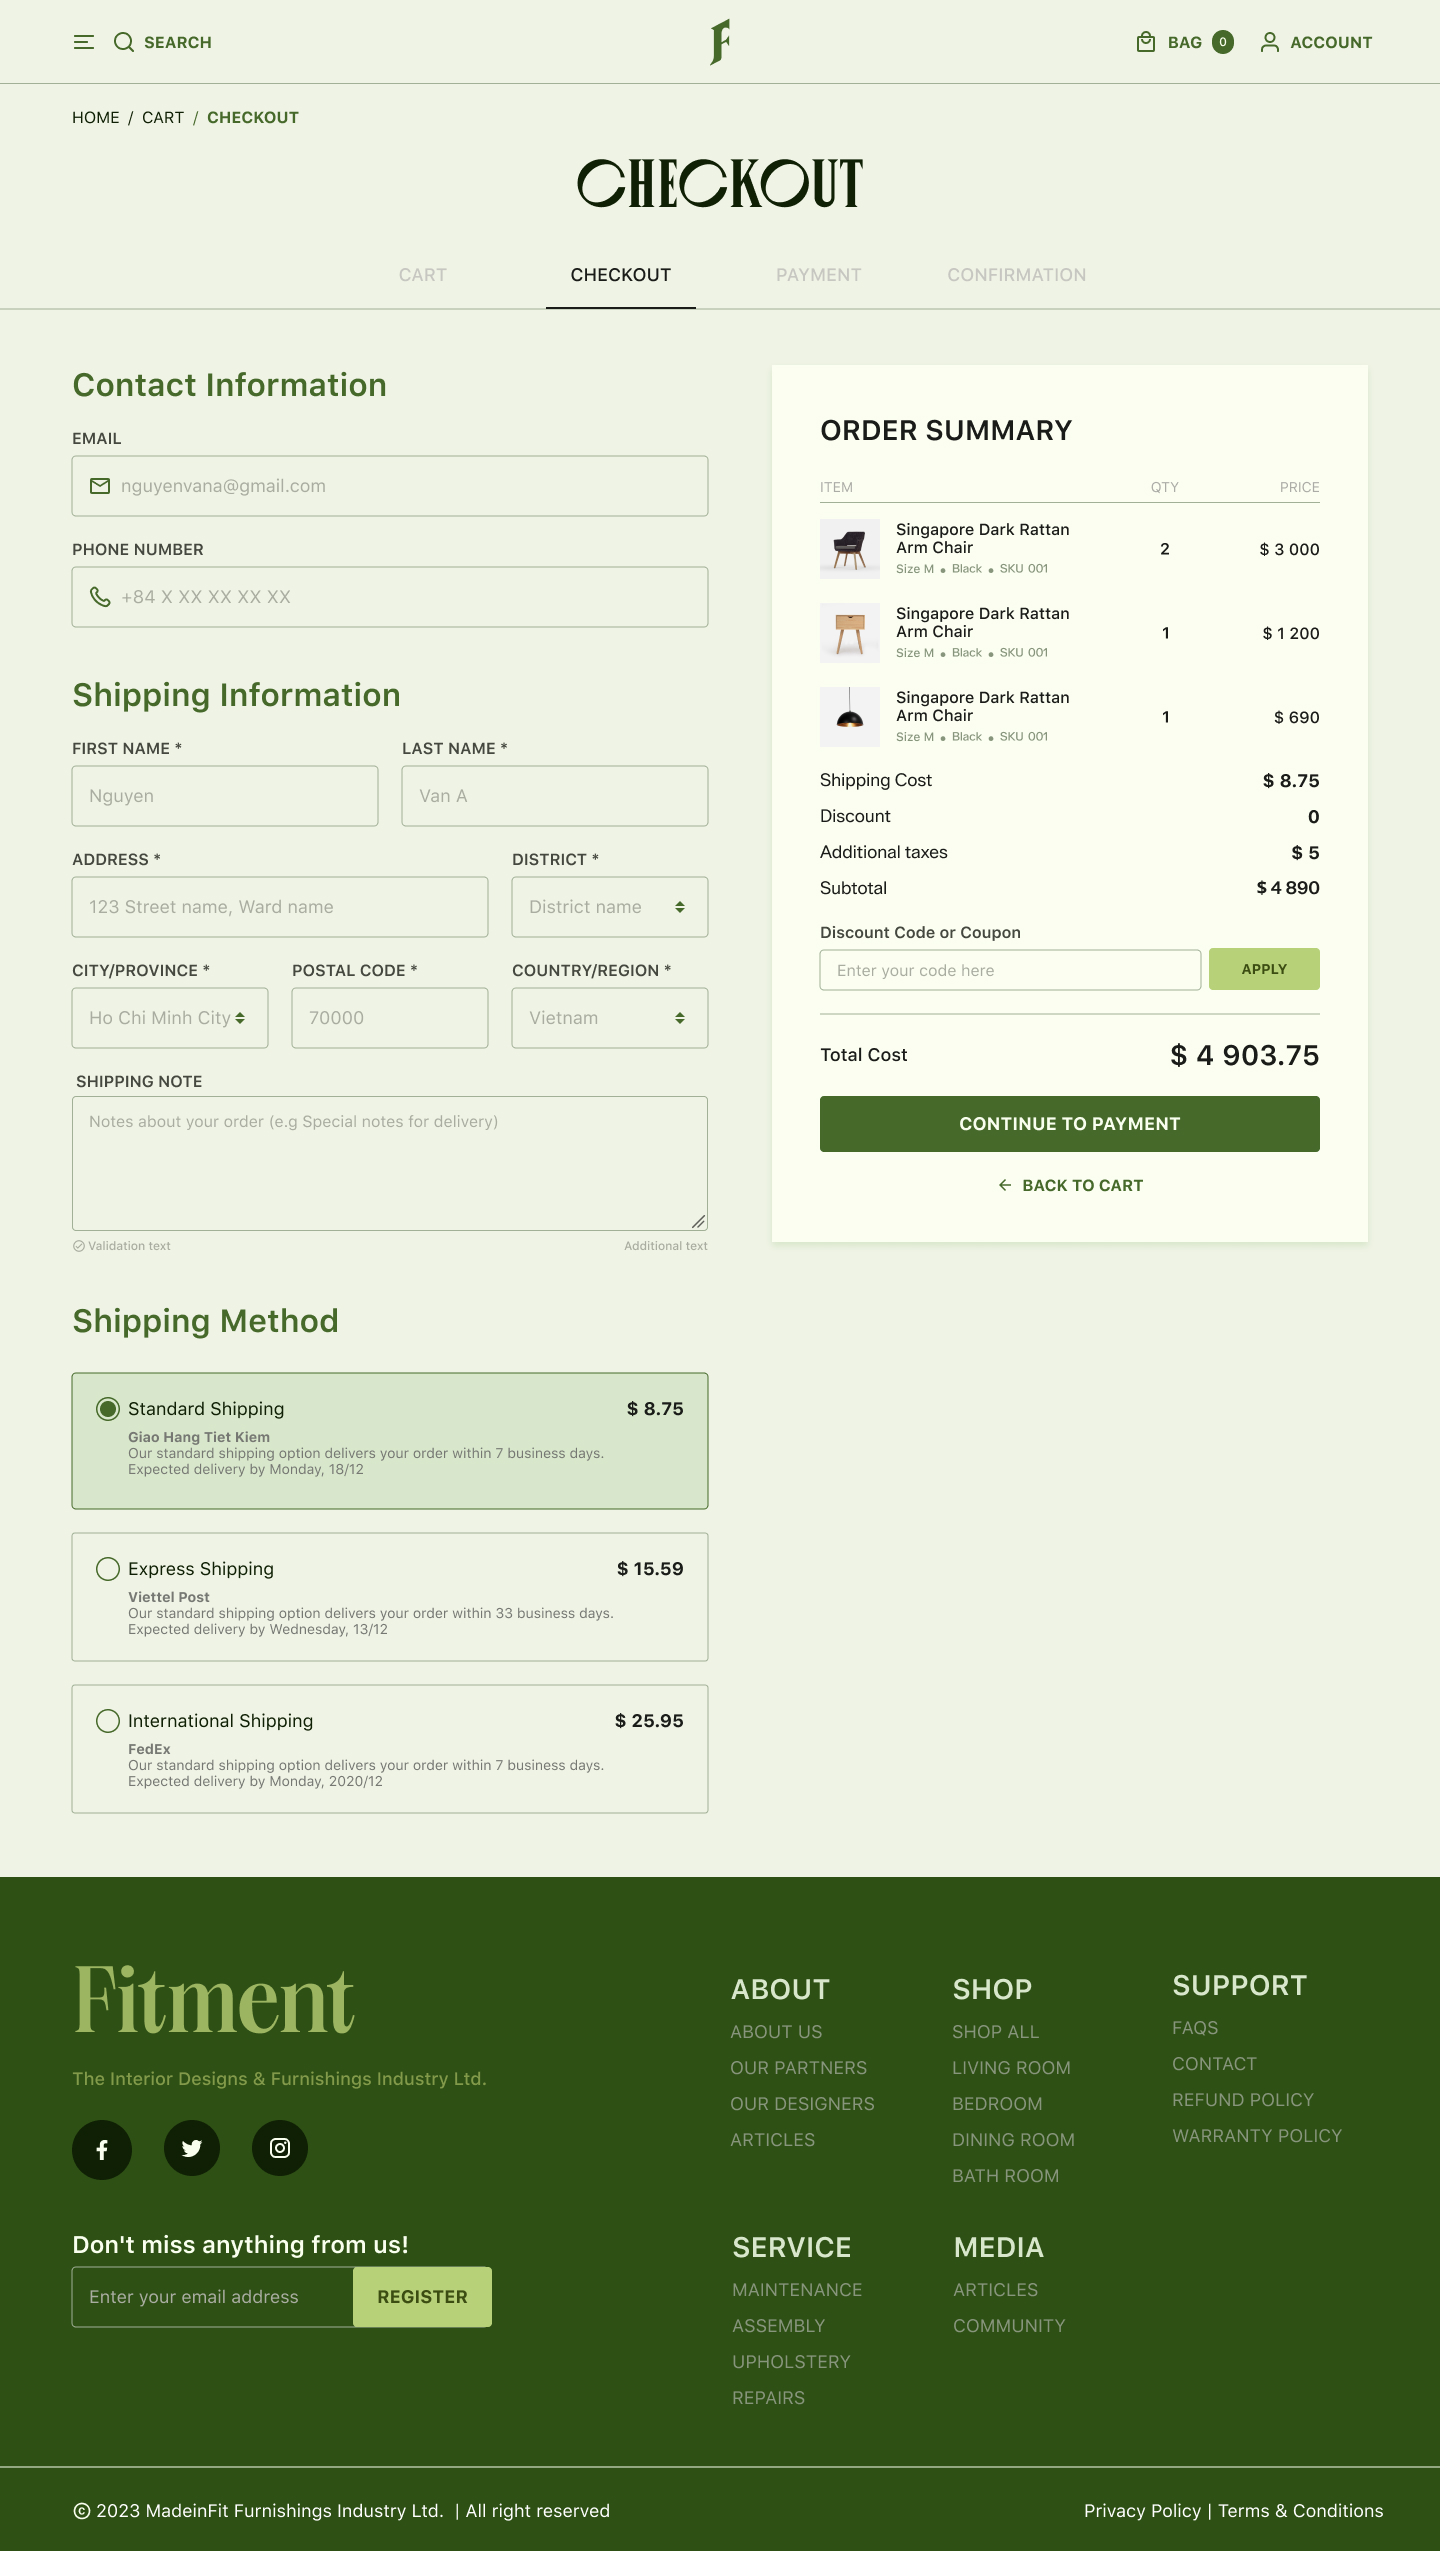 SEARCH
F
BAG 0
ACCOUNT
HOME / CART / CHECKOUT
CHECKOUT
CART
CHECKOUT
PAYMENT
CONFIRMATION
Contact Information
EMAIL
nguyenvana@gmail.com
PHONE NUMBER
+84 X XX XX XX XX
Shipping Information
FIRST NAME *
LAST NAME *
Nguyen
Van A
ADDRESS *
DISTRICT *
123 Street name, Ward name
District name
CITY/PROVINCE *
POSTAL CODE *
COUNTRY/REGION *
Ho Chi Minh City
70000
Vietnam
SHIPPING NOTE
Notes about your order (e.g Special notes for delivery)
Validation text
Additional text
Shipping Method
Standard Shipping
$ 8.75
Giao Hang Tiet Kiem
Our standard shipping option delivers your order within 7 business days.
Expected delivery by Monday, 18/12
Express Shipping
$ 15.59
Viettel Post
Our standard shipping option delivers your order within 33 business days.
Expected delivery by Wednesday, 13/12
International Shipping
$ 25.95
FedEx
Our standard shipping option delivers your order within 7 business days.
Expected delivery by Monday, 2020/12
ORDER SUMMARY
ITEM QTY PRICE
Singapore Dark Rattan
Arm Chair
Size M • Black • SKU 001
2
$ 3 000
Singapore Dark Rattan
Arm Chair
Size M • Black • SKU 001
1
$ 1 200
Singapore Dark Rattan
Arm Chair
Size M • Black • SKU 001
1
$ 690
Shipping Cost $ 8.75
Discount 0
Additional taxes $ 5
Subtotal $ 4 890
Discount Code or Coupon
Enter your code here
APPLY
Total Cost $ 4 903.75
CONTINUE TO PAYMENT
BACK TO CART
Fitment
The Interior Designs & Furnishings Industry Ltd.
Don't miss anything from us!
Enter your email address
REGISTER
ABOUT
ABOUT US
OUR PARTNERS
OUR DESIGNERS
ARTICLES
SHOP
SHOP ALL
LIVING ROOM
BEDROOM
DINING ROOM
BATH ROOM
SUPPORT
FAQS
CONTACT
REFUND POLICY
WARRANTY POLICY
SERVICE
MAINTENANCE
ASSEMBLY
UPHOLSTERY
REPAIRS
MEDIA
ARTICLES
COMMUNITY
© 2023 MadeinFit Furnishings Industry Ltd. | All right reserved
Privacy Policy | Terms & Conditions